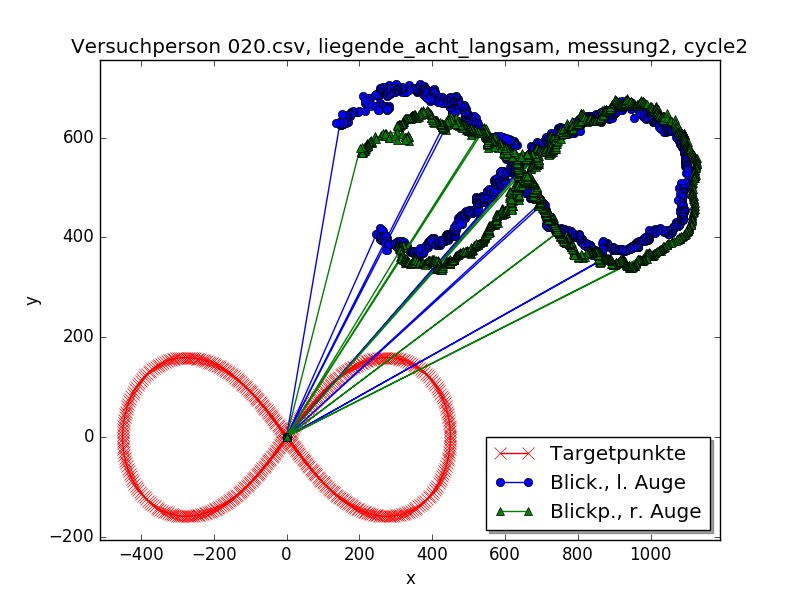 Versuchperson 020.csv, liegende_acht_langsam, messung2, cycle2
y
600
400
200
0
−200
−400
−200
0
200
400
600
800
1000
x
Targetpunkte
Blick., l. Auge
Blickp., r. Auge